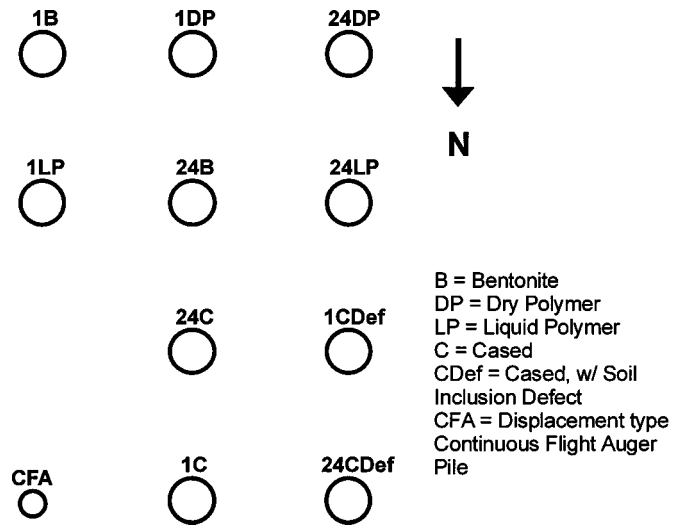 1B 1DP 24DP
N
1LP 24B 24LP
24C 1CDef
B = Bentonite
DP = Dry Polymer
LP = Liquid Polymer
C = Cased
CDef = Cased, w/ Soil
Inclusion Defect
CFA = Displacement type
Continuous Flight Auger
Pile
CFA 1C 24CDef